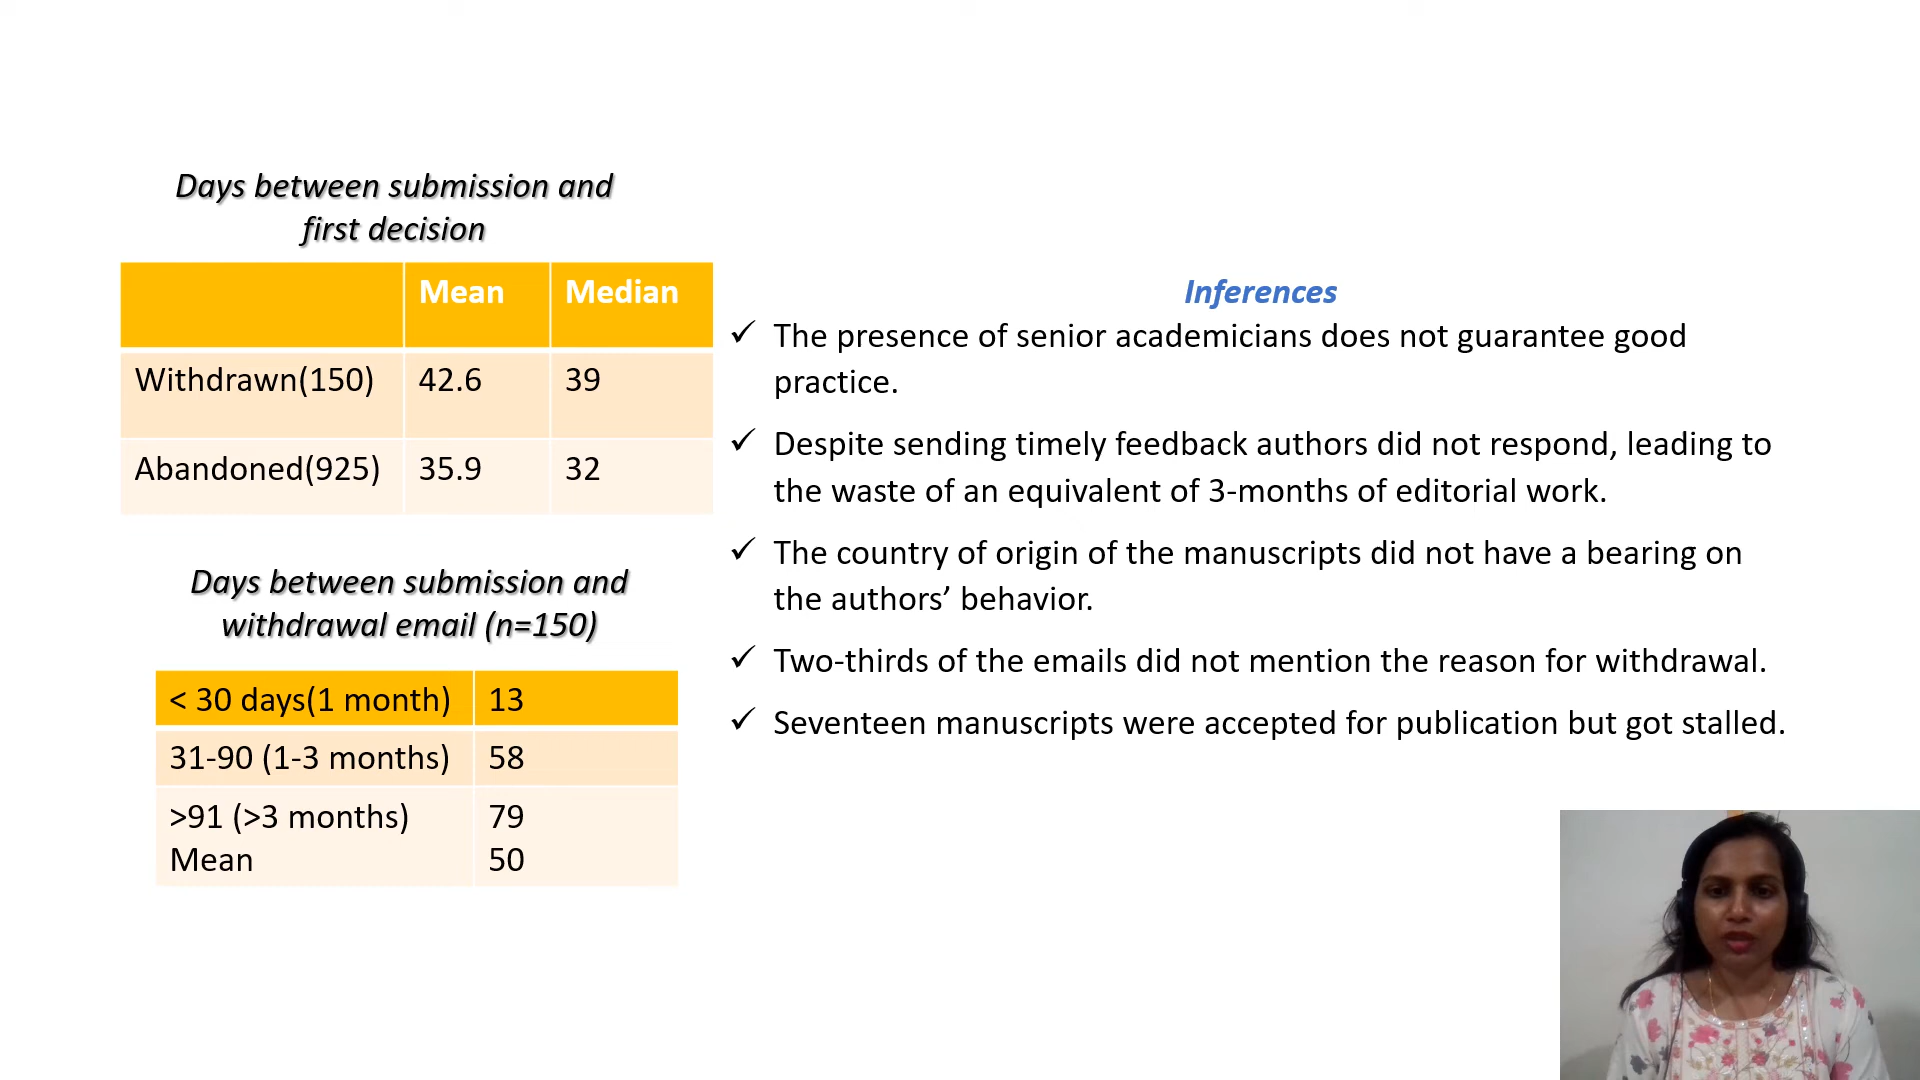 Days between submission and
first decision
Mean Median
Withdrawn(150) 42.6 39
Abandoned(925) 35.9 32
Days between submission and
withdrawal email (n=150)
< 30 days(1 month) 13
31-90 (1-3 months) 58
>91 (>3 months) 79
Mean 50
Inferences
✓ The presence of senior academicians does not guarantee good
practice.
✓ Despite sending timely feedback authors did not respond, leading to
the waste of an equivalent of 3-months of editorial work.
✓ The country of origin of the manuscripts did not have a bearing on
the authors’ behavior.
✓ Two-thirds of the emails did not mention the reason for withdrawal.
✓ Seventeen manuscripts were accepted for publication but got stalled.